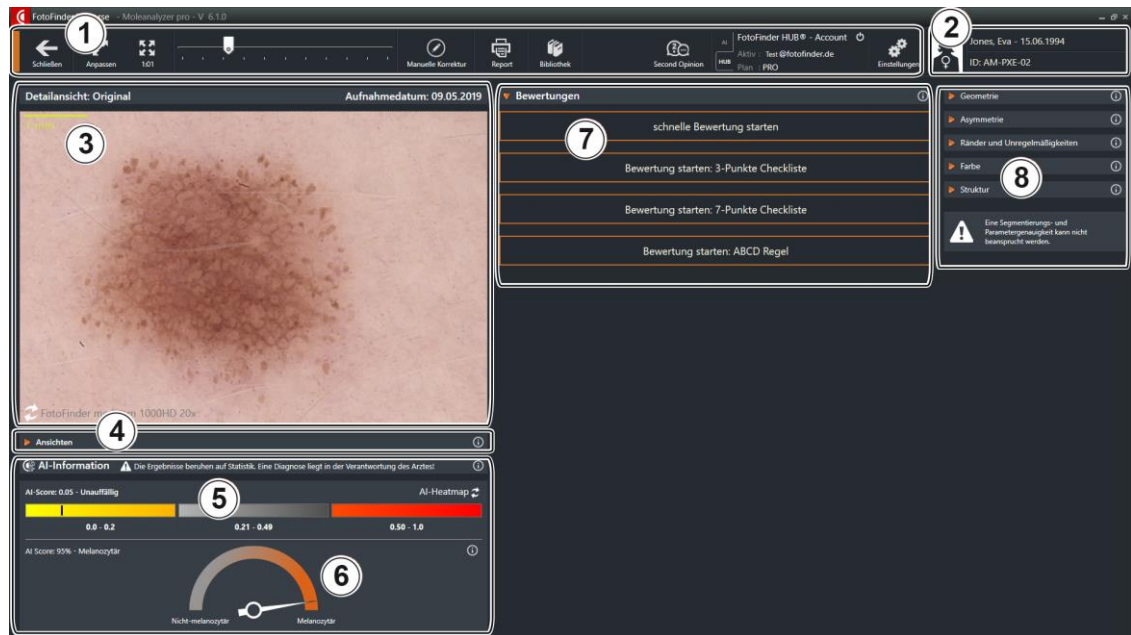 FotoFinder - Moleanalyzer pro - V 6.1.0
1
2
Schließen
Anpassen
1:01
Manuelle Korrektur
Report
Bibliothek
Second Opinion
AI
HUB
FotoFinder HUB® - Account
Aktiv : Test@fotofinder.de
Plan : PRO
Einstellungen
Jones, Eva - 15.06.1994
ID: AM-PXE-02
Detailansicht: Original
Aufnahmedatum: 09.05.2019
3
FotoFinder 1000HD 20x
4
Ansichten
AI-Information
Die Ergebnisse beruhen auf Statistik. Eine Diagnose liegt in der Verantwortung des Arztes!
AI-Score: 0.05 - Unauffällig
5
AI-Heatmap
0.0 - 0.2
0.21 - 0.49
0.50 - 1.0
AI Score: 95% - Melanozytär
6
Nicht-melanozytär
Melanozytär
Bewertungen
7
schnelle Bewertung starten
Bewertung starten: 3-Punkte Checkliste
Bewertung starten: 7-Punkte Checkliste
Bewertung starten: ABCD Regel
Geometrie
Asymmetrie
Ränder und Unregelmäßigkeiten
Farbe
8
Struktur
Eine Segmentierungs- und
Parametergenauigkeit kann nicht
beansprucht werden.